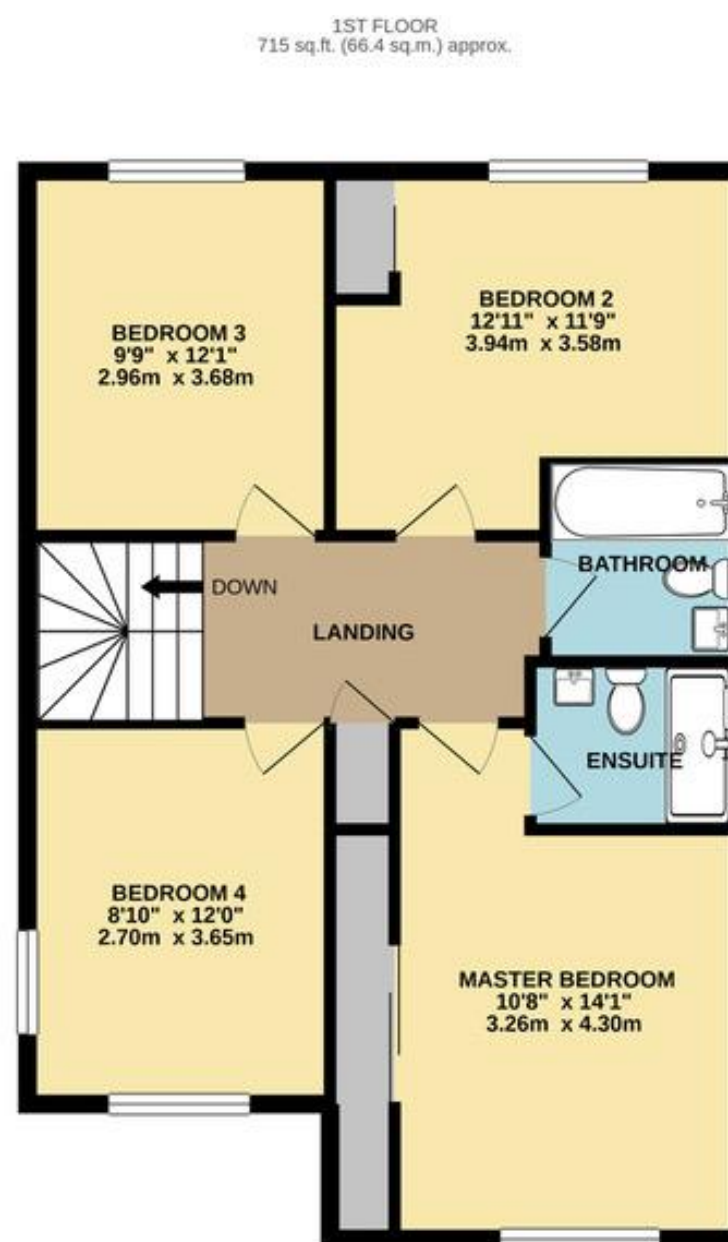 1ST FLOOR
715 sq.ft. (66.4 sq.m.) approx.
BEDROOM 3
9'9" x 12'1"
2.96m x 3.68m
BEDROOM 2
12'11" x 11'9"
3.94m x 3.58m
BATHROOM
DOWN
LANDING
ENSUITE
BEDROOM 4
8'10" x 12'0"
2.70m x 3.65m
MASTER BEDROOM
10'8" x 14'1"
3.26m x 4.30m